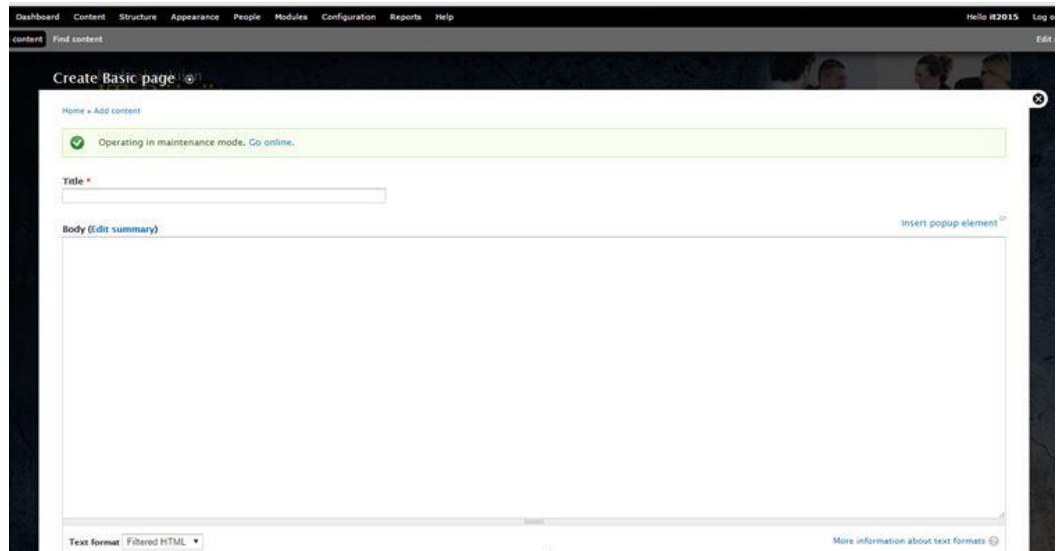 Dashboard Content Structure Appearance People Modules Configuration Reports Help Hello it2015 Log o
content Find content Edit
Create Basic page
Home » Add content
Operating in maintenance mode. Go online.
Title *
Insert popup element
Body (Edit summary)
Text format Filtered HTML
More information about text formats